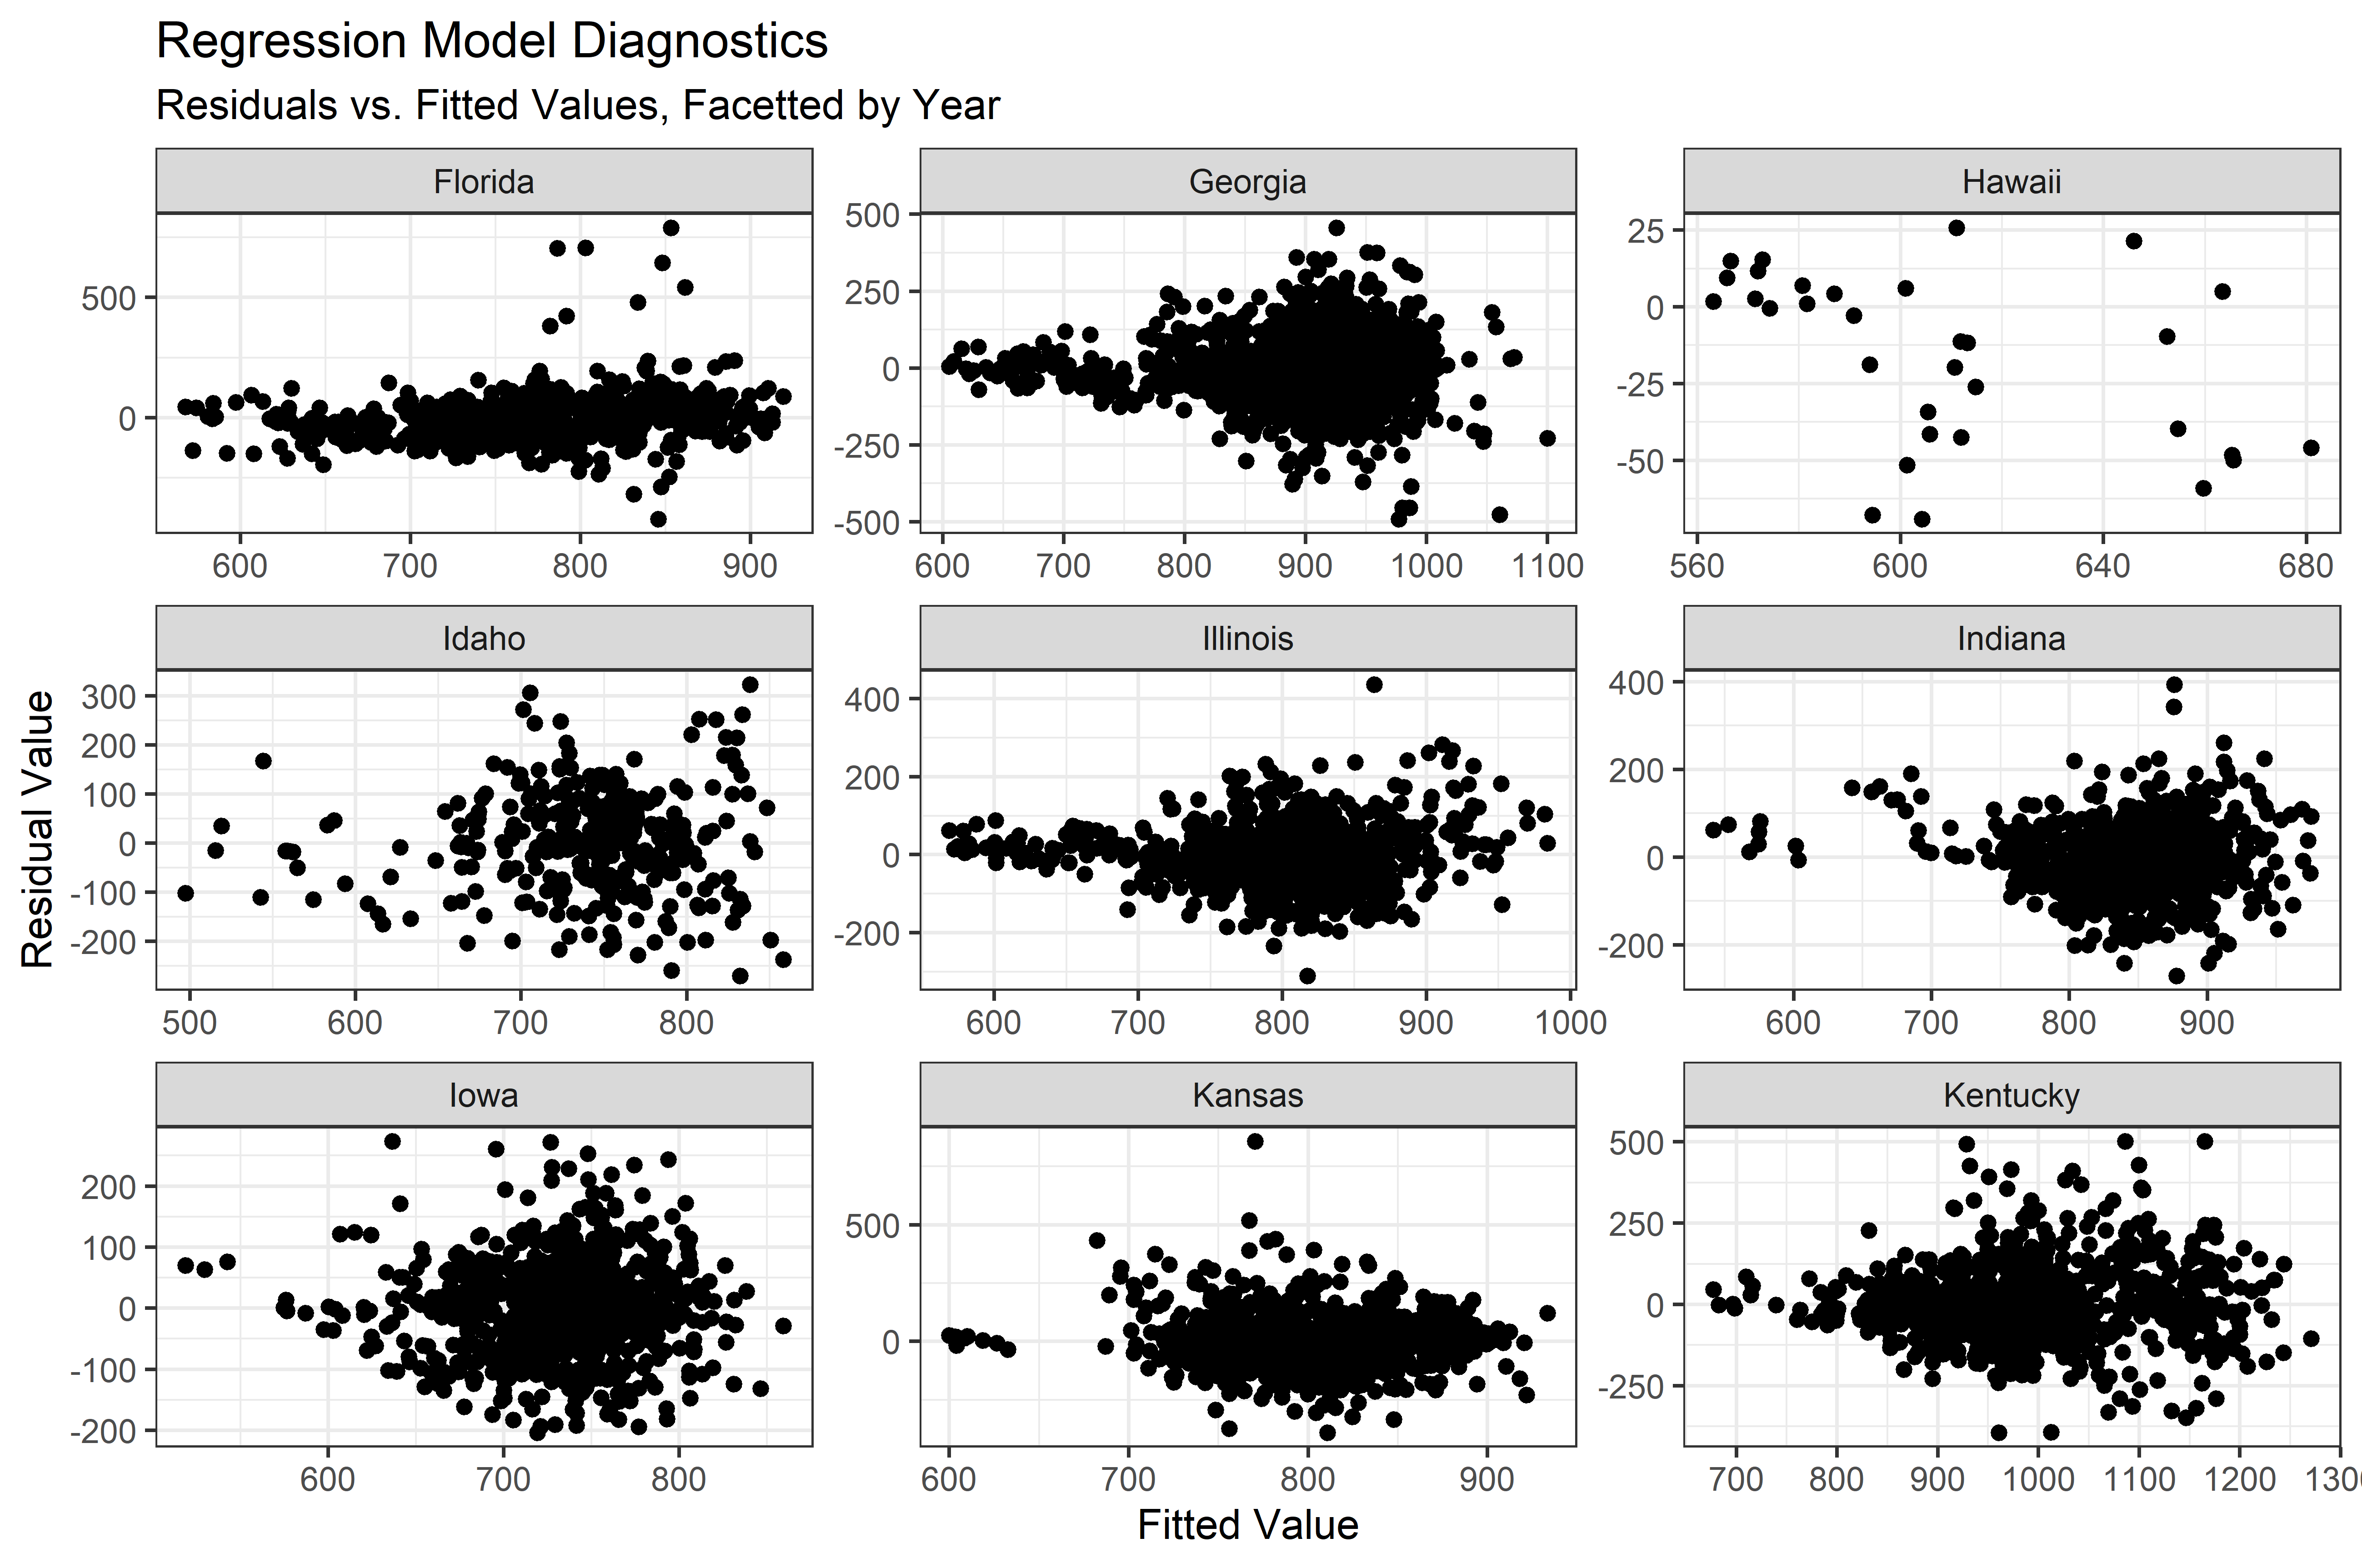 Regression Model Diagnostics
Residuals vs. Fitted Values, Facetted by Year
Florida
Georgia
Hawaii
500
0
600 700 800 900
500
250
0
-250
-500
600 700 800 900 1000 1100
25
0
-25
-50
560 600 640 680
Residual Value
Idaho
Illinois
Indiana
300
200
100
0
-100
-200
500 600 700 800
400
200
0
-200
600 700 800 900 1000
400
200
0
-200
600 700 800 900
Iowa
Kansas
Kentucky
200
100
0
-100
-200
600 700 800
500
0
600 700 800 900
500
250
0
-250
700 800 900 1000 1100 1200 130
Fitted Value